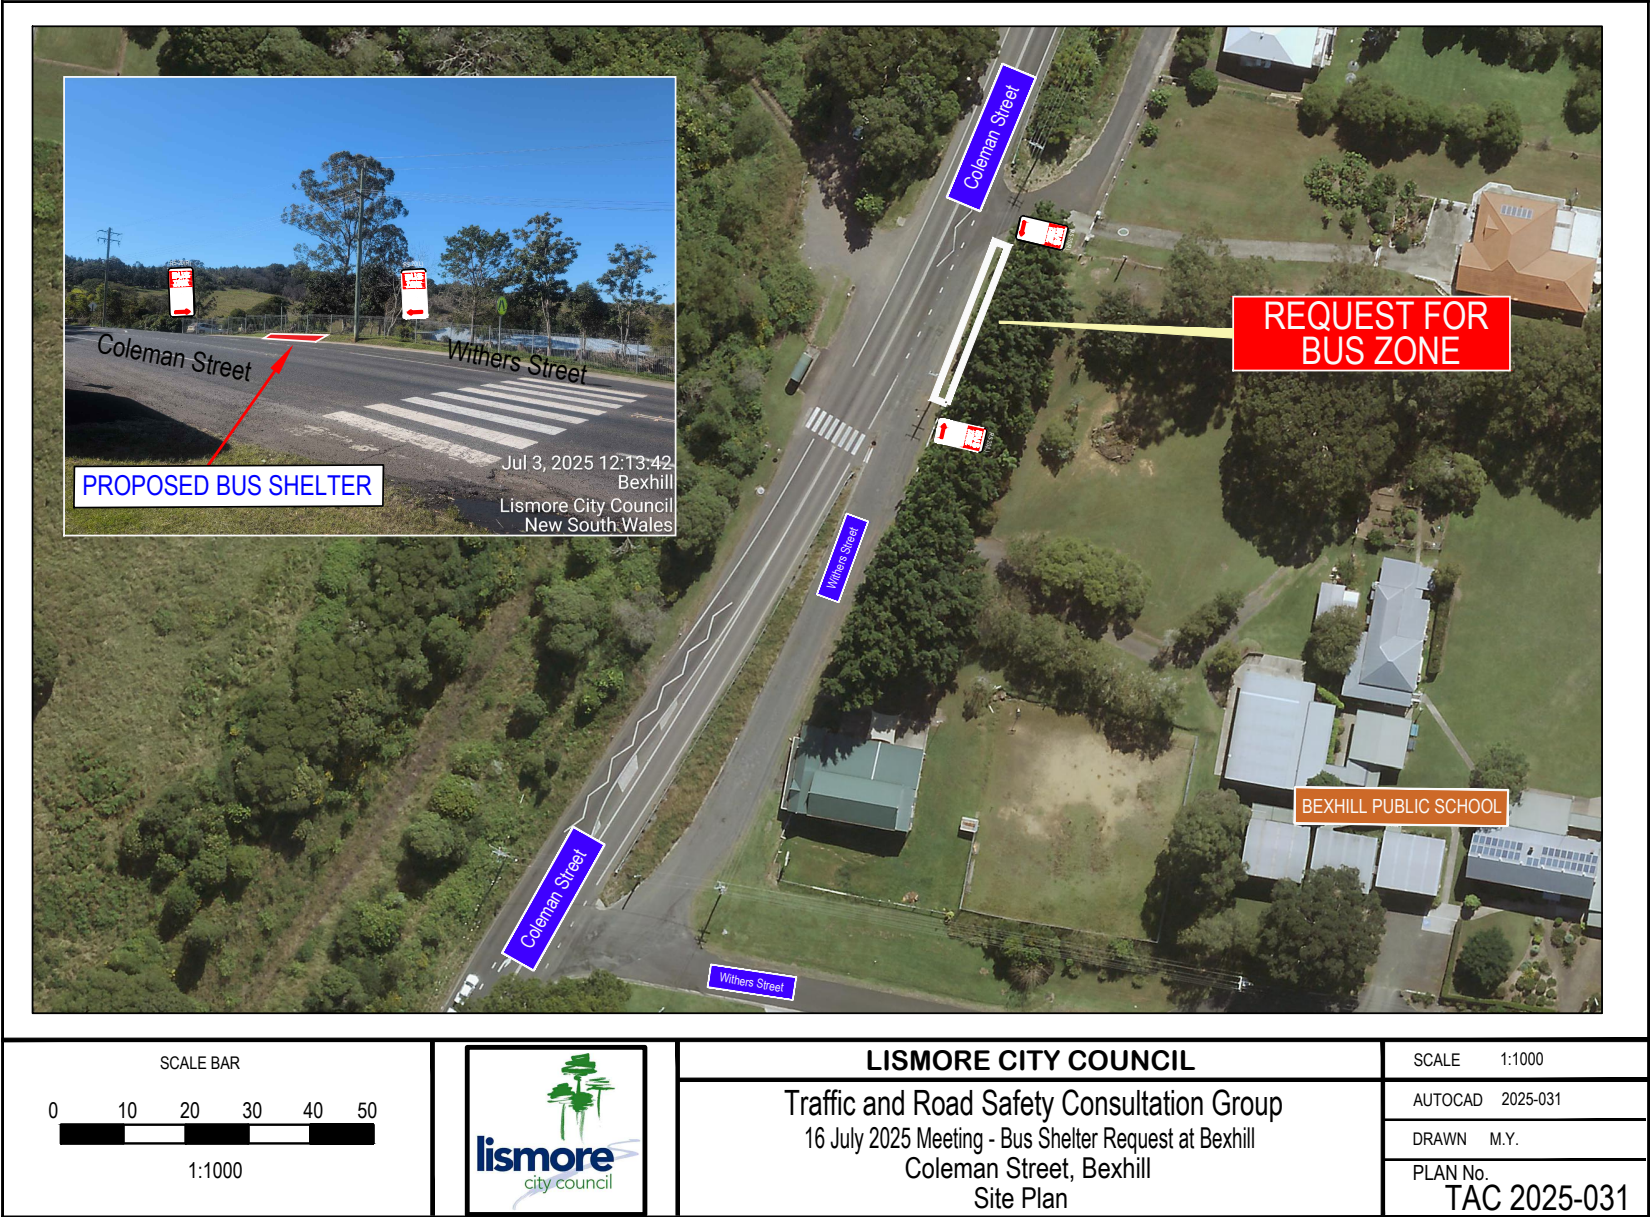 Coleman Street
REQUEST FOR
BUS ZONE
Coleman Street
Withers Street
PROPOSED BUS SHELTER
Jul 3, 2025 12:13:42
Bexhill
Lismore City Council
New South Wales
Withers Street
BEXHILL PUBLIC SCHOOL
Coleman Street
Withers Street
SCALE BAR
0 10 20 30 40 50
1:1000
lismore
city council
LISMORE CITY COUNCIL
Traffic and Road Safety Consultation Group
16 July 2025 Meeting - Bus Shelter Request at Bexhill
Coleman Street, Bexhill
Site Plan
SCALE 1:1000
AUTOCAD 2025-031
DRAWN M.Y.
PLAN No.
TAC 2025-031